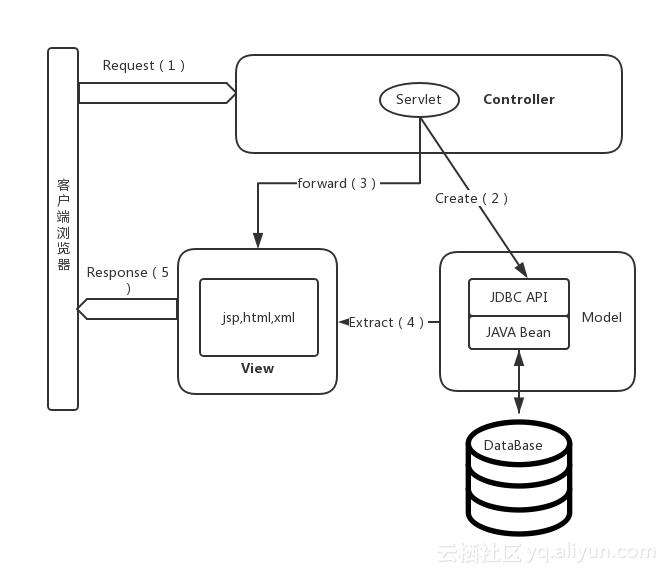 Request ( 1 )
Servlet
Controller
客户端浏览器
forward ( 3 )
Create ( 2 )
Response ( 5
)
jsp,html,xml
View
Extract ( 4 )
JDBC API
JAVA Bean
Model
DataBase
云栖社区 yq.aliyun.com